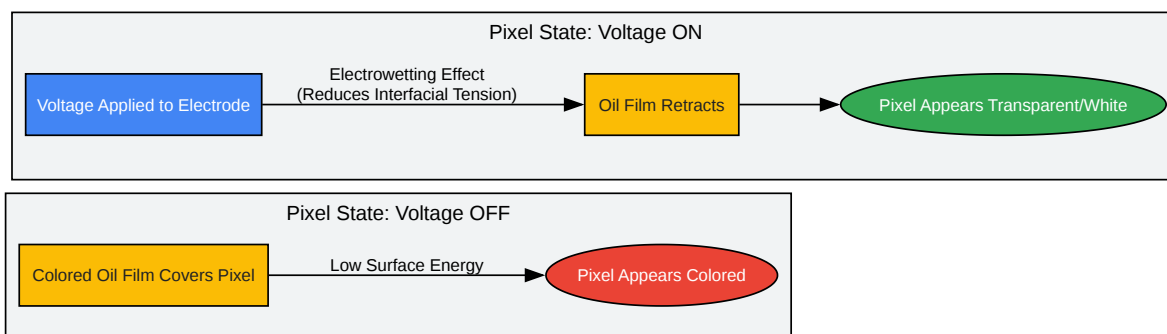 Pixel State: Voltage ON
Voltage Applied to Electrode
Electrowetting Effect
(Reduces Interfacial Tension)
Oil Film Retracts
Pixel Appears Transparent/White
Pixel State: Voltage OFF
Colored Oil Film Covers Pixel
Low Surface Energy
Pixel Appears Colored